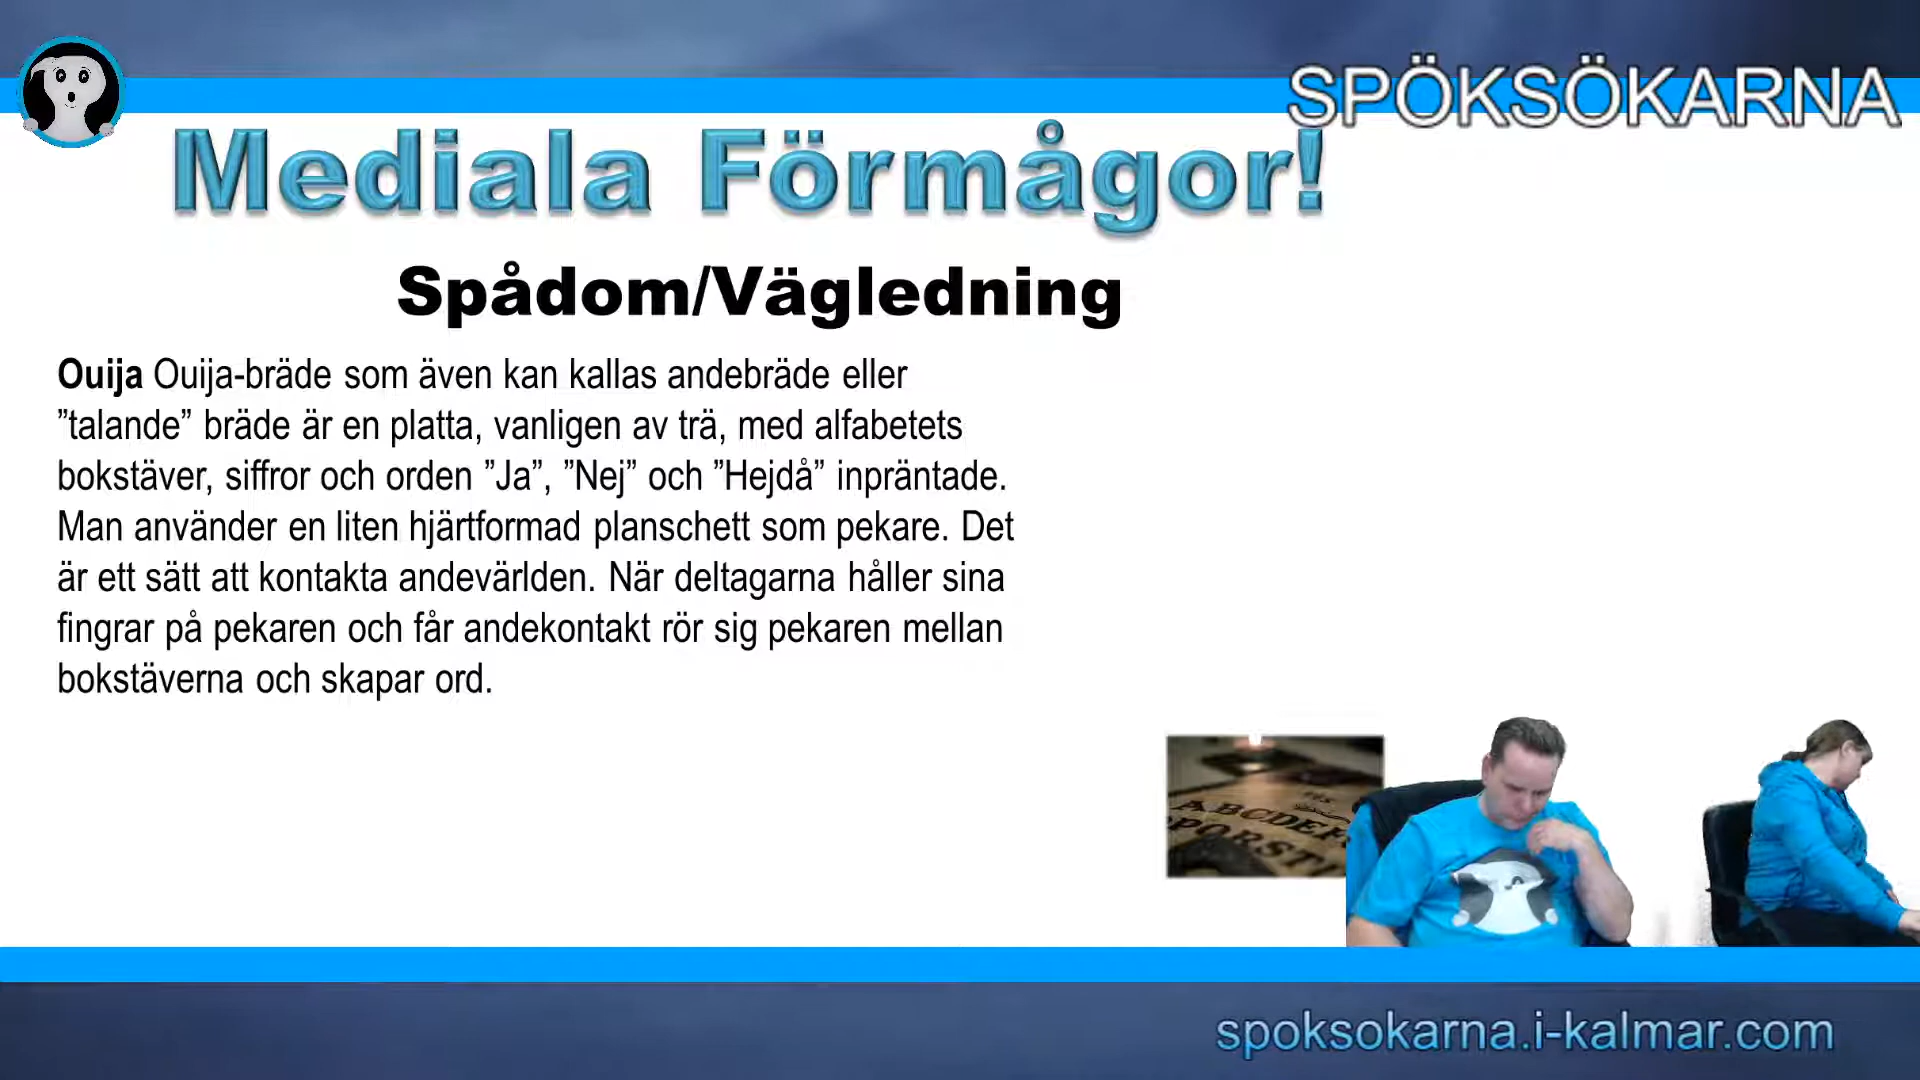 SPÖKSÖKARNA
Mediala Förmågor!
Spådom/Vägledning
Ouija Ouija-bräde som även kan kallas andebräde eller
”talande” bräde är en platta, vanligen av trä, med alfabetets
bokstäver, siffror och orden ”Ja”, ”Nej” och ”Hejdå” inpräntade.
Man använder en liten hjärtformad planschett som pekare. Det
är ett sätt att kontakta andevärlden. När deltagarna håller sina
fingrar på pekaren och får andekontakt rör sig pekaren mellan
bokstäverna och skapar ord.
ABCDEF
PQRST
spoksokarna.i-kalmar.com